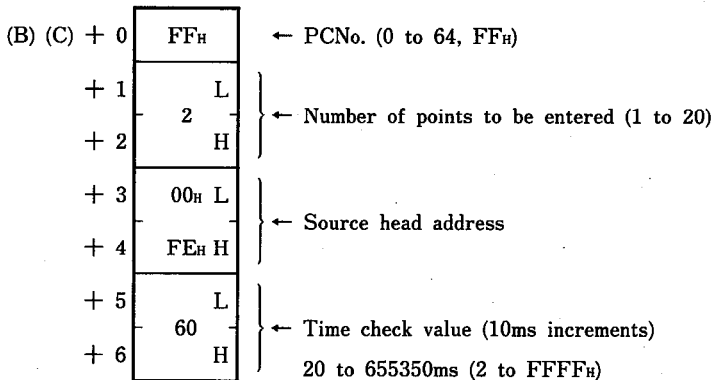 (B) (C) + 0 FFH ← PCNo. (0 to 64, FFH)
+ 1 L
2 ← Number of points to be entered (1 to 20)
+ 2 H
+ 3 00H L
← Source head address
+ 4 FEH H
+ 5 L
60 ← Time check value (10ms increments)
+ 6 H 20 to 655350ms (2 to FFFFH)